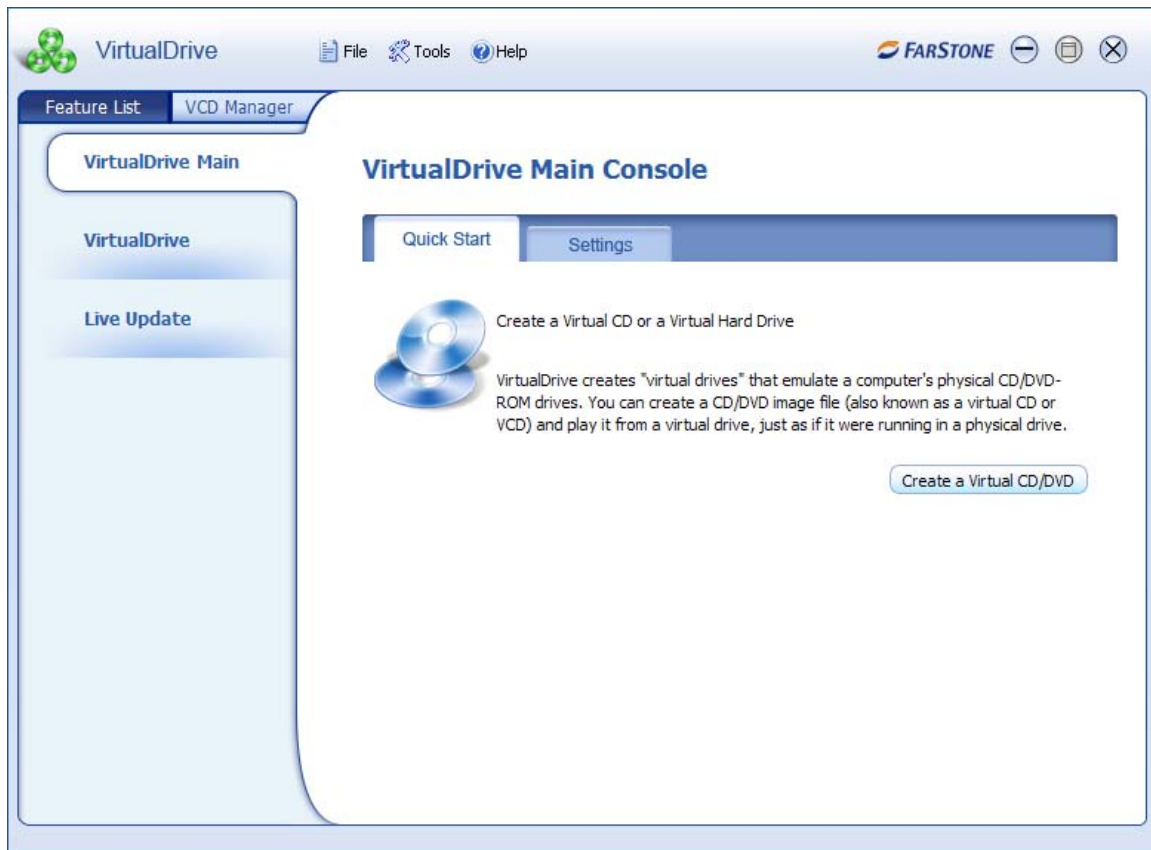 VirtualDrive
File Tools Help
FARSTONE
Feature List VCD Manager
VirtualDrive Main
VirtualDrive
Live Update
VirtualDrive Main Console
Quick Start Settings
Create a Virtual CD or a Virtual Hard Drive
VirtualDrive creates "virtual drives" that emulate a computer's physical CD/DVD-
ROM drives. You can create a CD/DVD image file (also known as a virtual CD or
VCD) and play it from a virtual drive, just as if it were running in a physical drive.
Create a Virtual CD/DVD